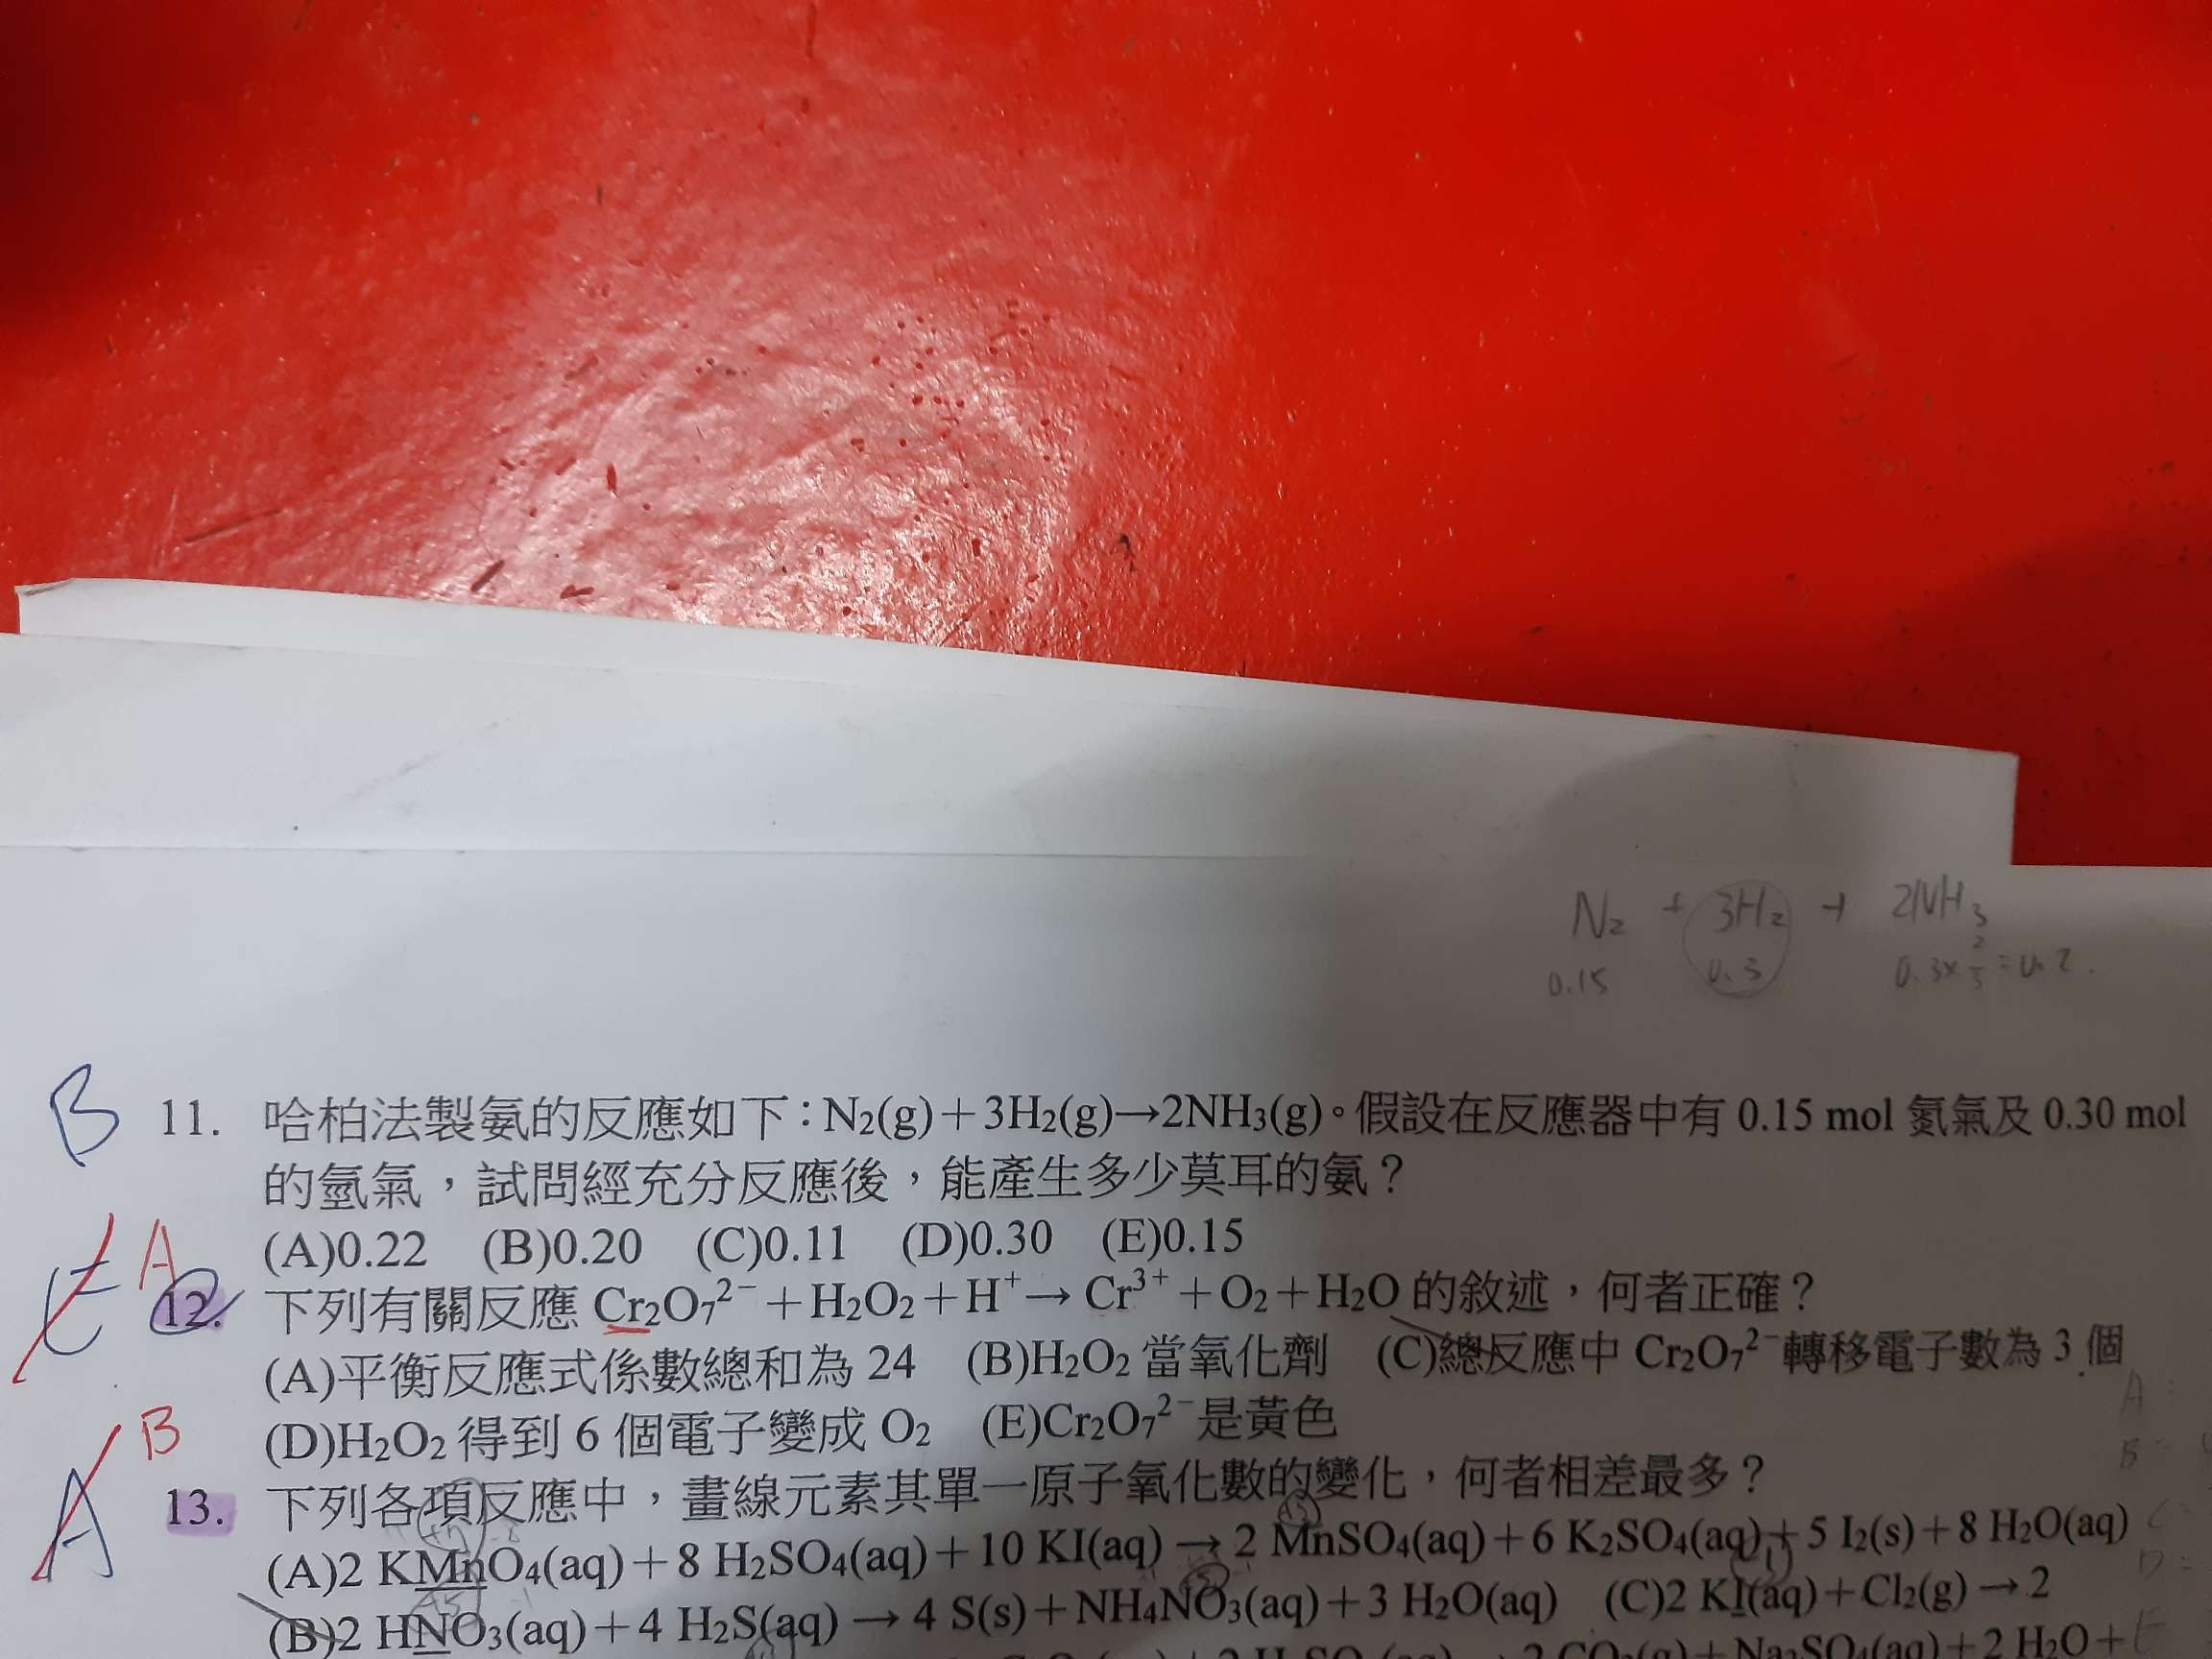 N₂ + 3H₂ → 2NH₃
0.15 0.3 0.3×2/3=0.2
B 11. 哈柏法製氨的反應如下：N₂(g)＋3H₂(g)→2NH₃(g)。假設在反應器中有 0.15 mol 氮氣及 0.30 mol
的氫氣，試問經充分反應後，能產生多少莫耳的氨？
(A)0.22 (B)0.20 (C)0.11 (D)0.30 (E)0.15
E A 12. 下列有關反應 Cr₂O₇²⁻＋H₂O₂＋H⁺→ Cr³⁺＋O₂＋H₂O 的敘述，何者正確？
(A)平衡反應式係數總和為 24 (B)H₂O₂ 當氧化劑 (C)總反應中 Cr₂O₇²⁻轉移電子數為 3 個
(D)H₂O₂ 得到 6 個電子變成 O₂ (E)Cr₂O₇²⁻是黃色
A B 13. 下列各項反應中，畫線元素其單一原子氧化數的變化，何者相差最多？
(A)2 KMnO₄(aq)＋8 H₂SO₄(aq)＋10 KI(aq) → 2 MnSO₄(aq)＋6 K₂SO₄(aq)＋5 I₂(s)＋8 H₂O(aq)
(B)2 HNO₃(aq)＋4 H₂S(aq) → 4 S(s)＋NH₄NO₃(aq)＋3 H₂O(aq) (C)2 KI(aq)＋Cl₂(g) → 2
2 CO₂(g)＋Na₂SO₄(aq)＋2 H₂O＋